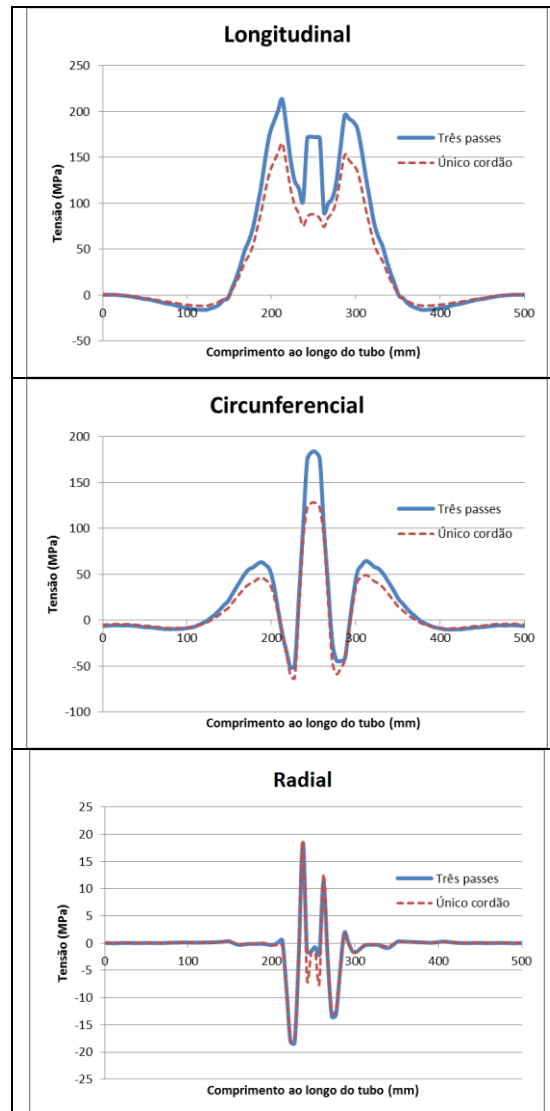 Longitudinal
250
200
150
100
50
0
-50
0 100 200 300 400 500
Tensão (MPa)
Três passes
Único cordão
Comprimento ao longo do tubo (mm)
Circunferencial
200
150
100
50
0
-50
-100
0 100 200 300 400 500
Tensão (MPa)
Três passes
Único cordão
Comprimento ao longo do tubo (mm)
Radial
25
20
15
10
5
0
-5
-10
-15
-20
-25
0 100 200 300 400 500
Tensão (MPa)
Três passes
Único cordão
Comprimento ao longo do tubo (mm)